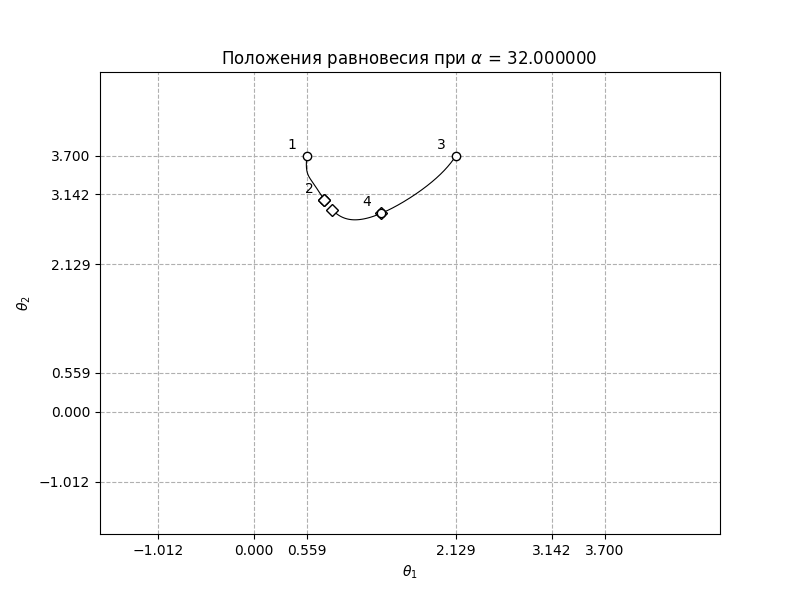 Положения равновесия при α = 32.000000
1
3
3.700
2
3.142
4
2.129
θ₂
0.559
0.000
−1.012
−1.012 0.000 0.559 2.129 3.142 3.700
θ₁